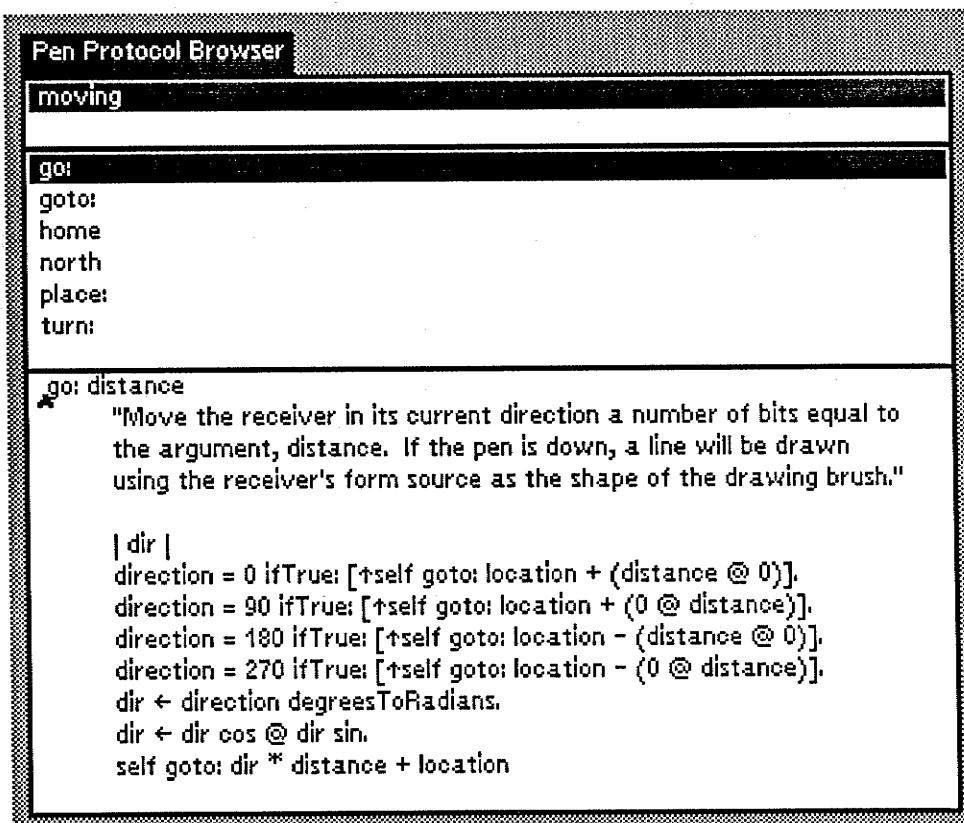 Pen Protocol Browser
moving
go:
goto:
home
north
place:
turn:
go: distance
"Move the receiver in its current direction a number of bits equal to
the argument, distance. If the pen is down, a line will be drawn
using the receiver's form source as the shape of the drawing brush."
| dir |
direction = 0 ifTrue: [↑self goto: location + (distance @ 0)].
direction = 90 ifTrue: [↑self goto: location + (0 @ distance)].
direction = 180 ifTrue: [↑self goto: location - (distance @ 0)].
direction = 270 ifTrue: [↑self goto: location - (0 @ distance)].
dir ← direction degreesToRadians.
dir ← dir cos @ dir sin.
self goto: dir * distance + location